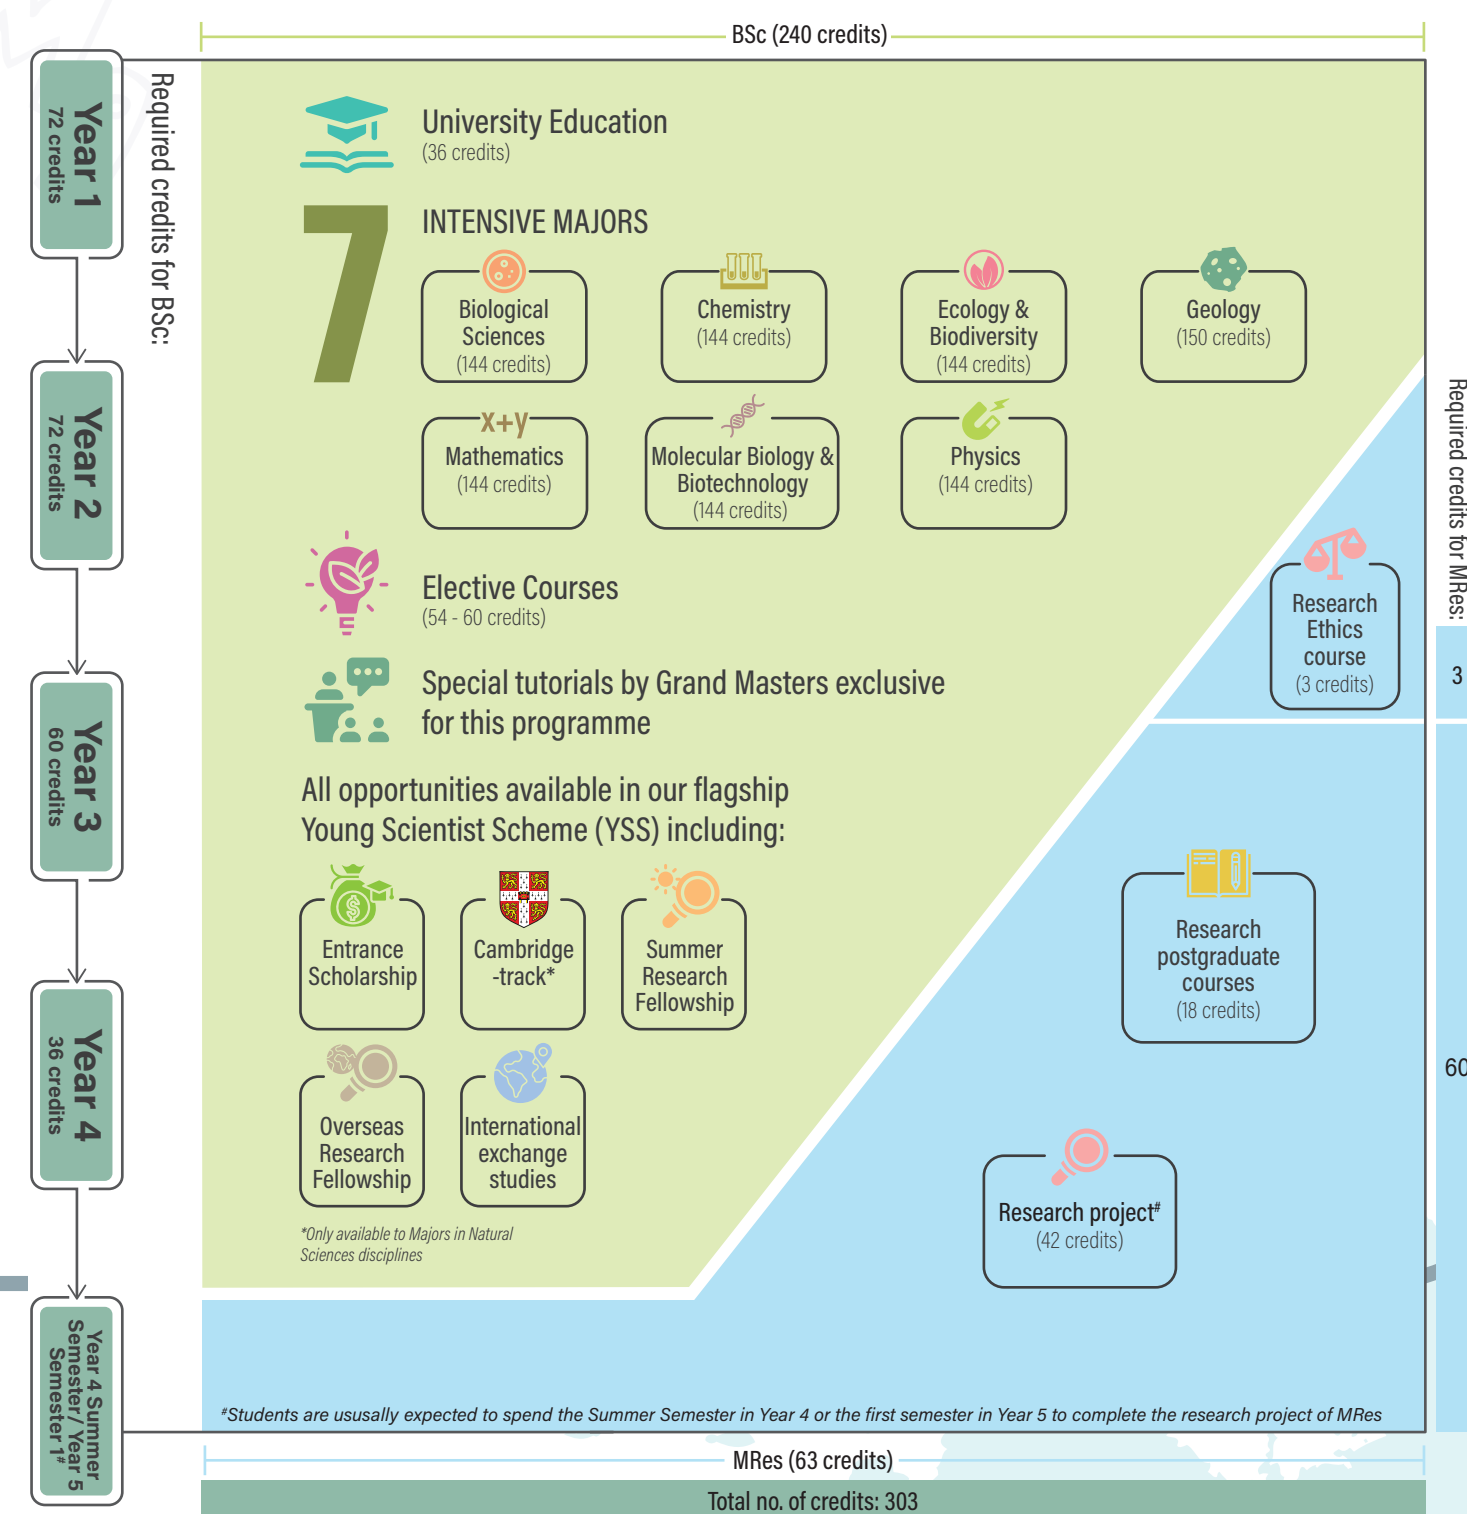 BSc (240 credits)
Year 1
72 credits
Required credits for BSc:
Year 2
72 credits
Year 3
60 credits
Year 4
36 credits
Year 4 Summer
Semester/ Year 5
Semester 1#
University Education
(36 credits)
7
INTENSIVE MAJORS
Biological
Sciences
(144 credits)
Chemistry
(144 credits)
Ecology &
Biodiversity
(144 credits)
Geology
(150 credits)
x+y
Mathematics
(144 credits)
Molecular Biology &
Biotechnology
(144 credits)
Physics
(144 credits)
Elective Courses
(54 - 60 credits)
Special tutorials by Grand Masters exclusive
for this programme
All opportunities available in our flagship
Young Scientist Scheme (YSS) including:
$
Entrance
Scholarship
Cambridge
-track*
Summer
Research
Fellowship
Overseas
Research
Fellowship
International
exchange
studies
*Only available to Majors in Natural
Sciences disciplines
Required credits for MRes:
Research
Ethics
course
(3 credits)
3
Research
postgraduate
courses
(18 credits)
60
Research project#
(42 credits)
#Students are ususally expected to spend the Summer Semester in Year 4 or the first semester in Year 5 to complete the research project of MRes
MRes (63 credits)
Total no. of credits: 303